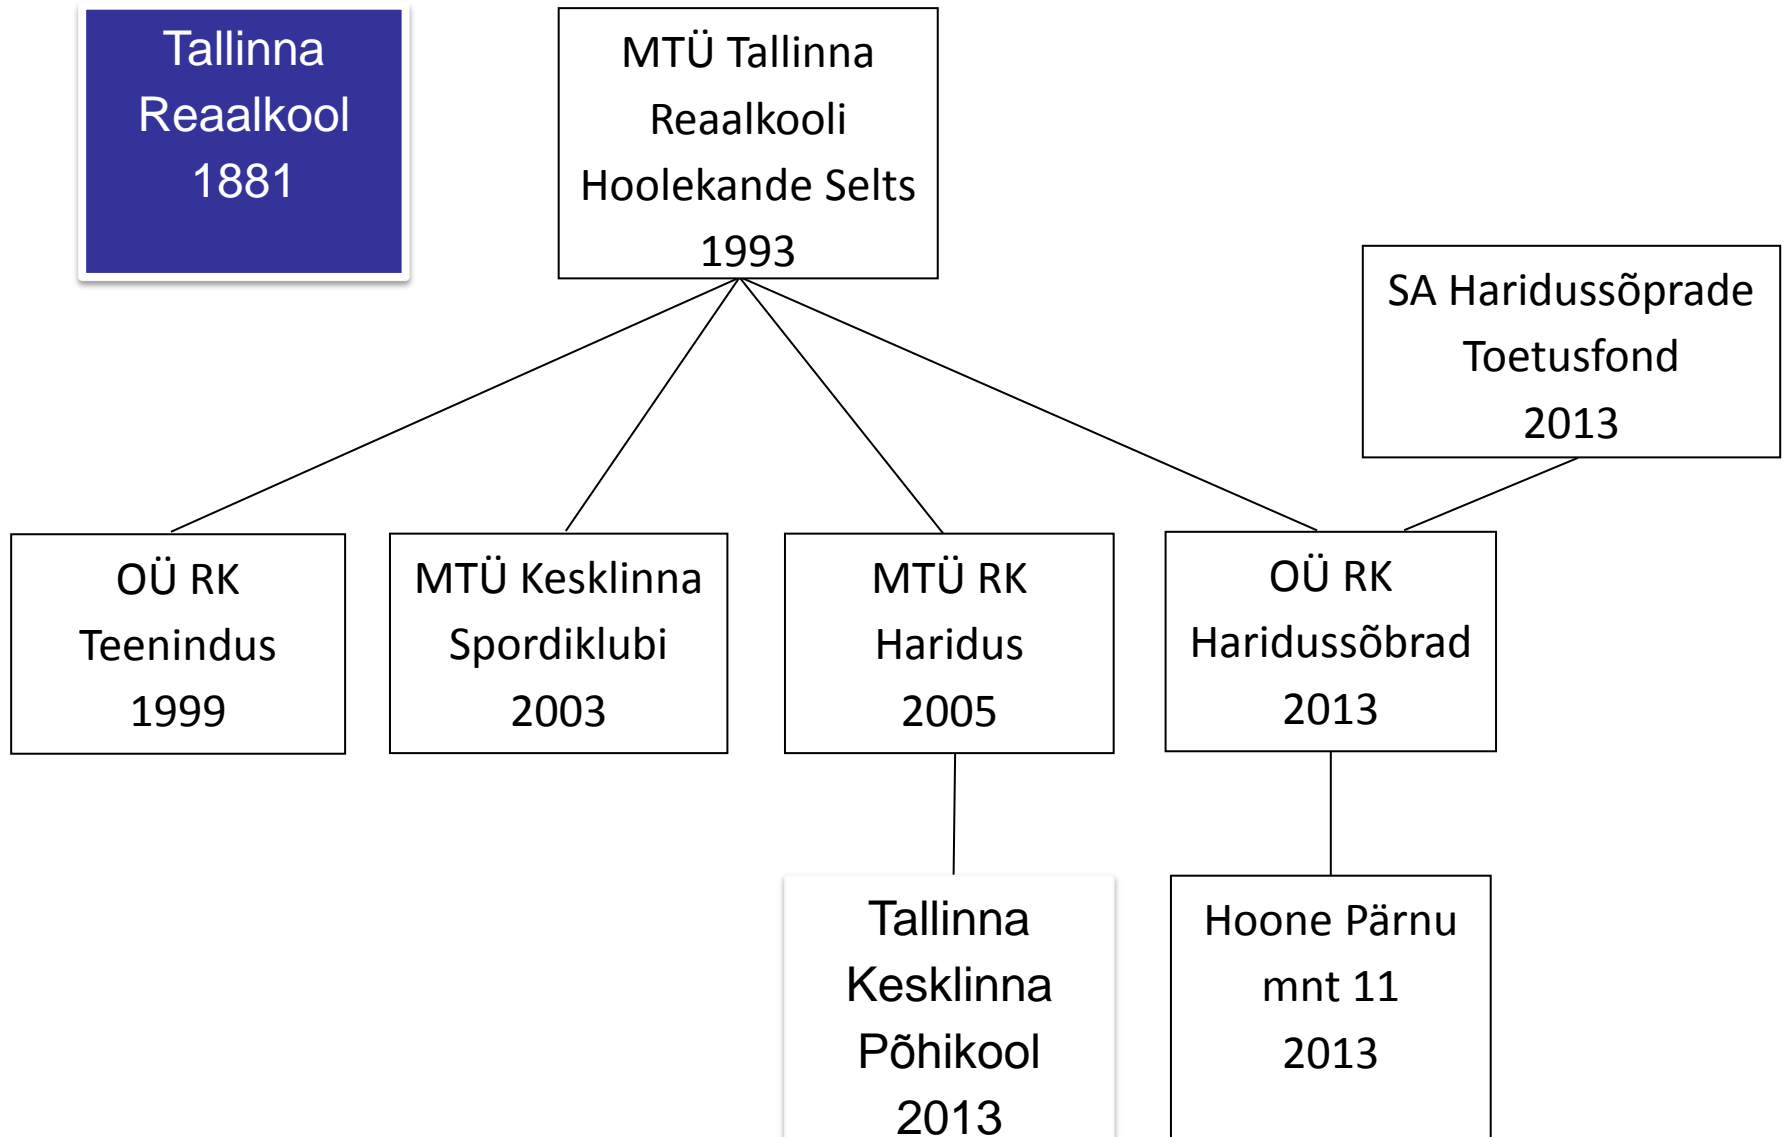 Tallinna
Reaalkool
1881
MTÜ Tallinna
Reaalkooli
Hoolekande Selts
1993
SA Haridussõprade
Toetusfond
2013
OÜ RK
Teenindus
1999
MTÜ Kesklinna
Spordiklubi
2003
MTÜ RK
Haridus
2005
OÜ RK
Haridussõbrad
2013
Tallinna
Kesklinna
Põhikool
2013
Hoone Pärnu
mnt 11
2013